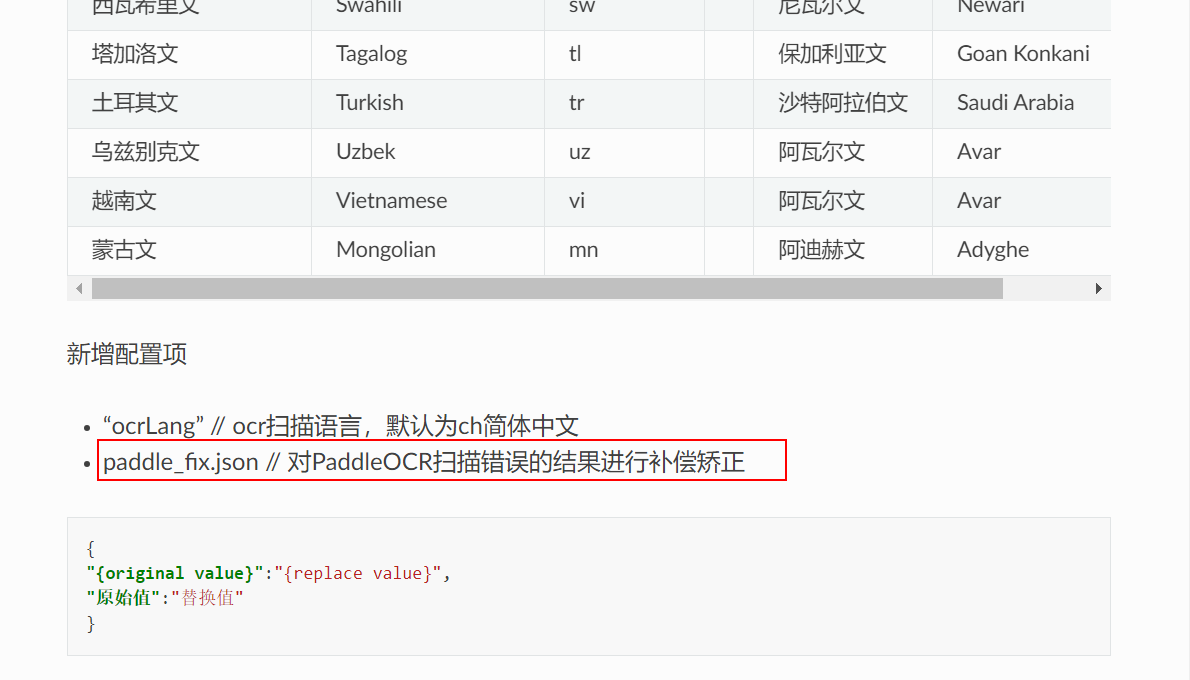 西瓦希里文 Swahili sw 尼瓦尔文 Newari
塔加洛文 Tagalog tl 保加利亚文 Goan Konkani
土耳其文 Turkish tr 沙特阿拉伯文 Saudi Arabia
乌兹别克文 Uzbek uz 阿瓦尔文 Avar
越南文 Vietnamese vi 阿瓦尔文 Avar
蒙古文 Mongolian mn 阿迪赫文 Adyghe
新增配置项
• “ocrLang” // ocr扫描语言，默认为ch简体中文
• paddle_fix.json // 对PaddleOCR扫描错误的结果进行补偿矫正
{
"{original value}":"{replace value}",
"原始值":"替换值"
}